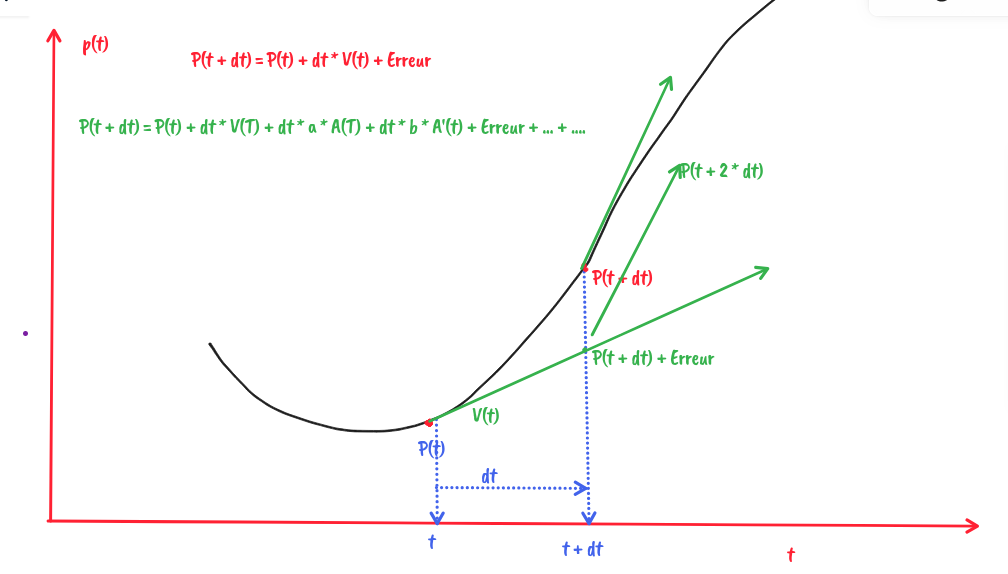 p(t)
P(t + dt) = P(t) + dt * V(t) + Erreur
P(t + dt) = P(t) + dt * V(T) + dt * a * A(T) + dt * b * A'(t) + Erreur + ... + ....
P(t + 2 * dt)
P(t + dt)
P(t + dt) + Erreur
V(t)
P(t)
dt
t
t + dt
t